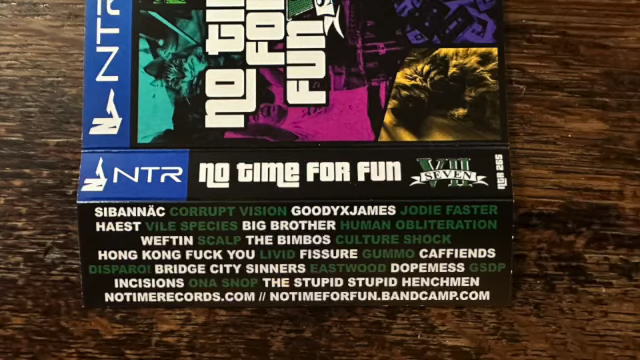 NTR
NO TIME
FOR
FUN
NTR NO TIME FOR FUN VII SEVEN NTR 265
SIBANNÄC CORRUPT VISION GOODYXJAMES JODIE FASTER
HAEST VILE SPECIES BIG BROTHER HUMAN OBLITERATION
WEFTIN SCALP THE BIMBOS CULTURE SHOCK
HONG KONG FUCK YOU LIVID FISSURE GUMMO CAFFIENDS
DISPARO! BRIDGE CITY SINNERS EASTWOOD DOPEMESS GSDP
INCISIONS ONA SNOP THE STUPID STUPID HENCHMEN
NOTIMERECORDS.COM // NOTIMEFORFUN.BANDCAMP.COM